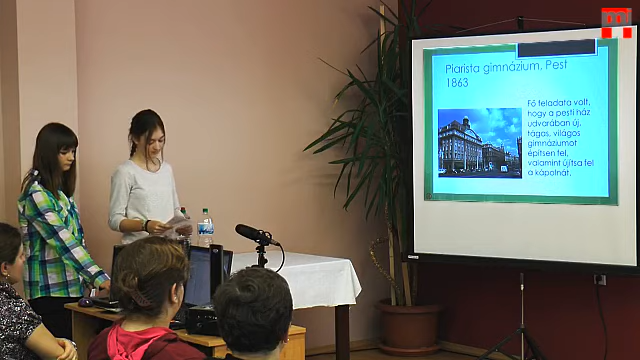 Piarista gimnázium, Pest
1863
Fő feladata volt,
hogy a pesti ház
udvarában új,
tágas, világos
gimnáziumot
építsen fel,
valamint újítsa fel
a kápolnát.